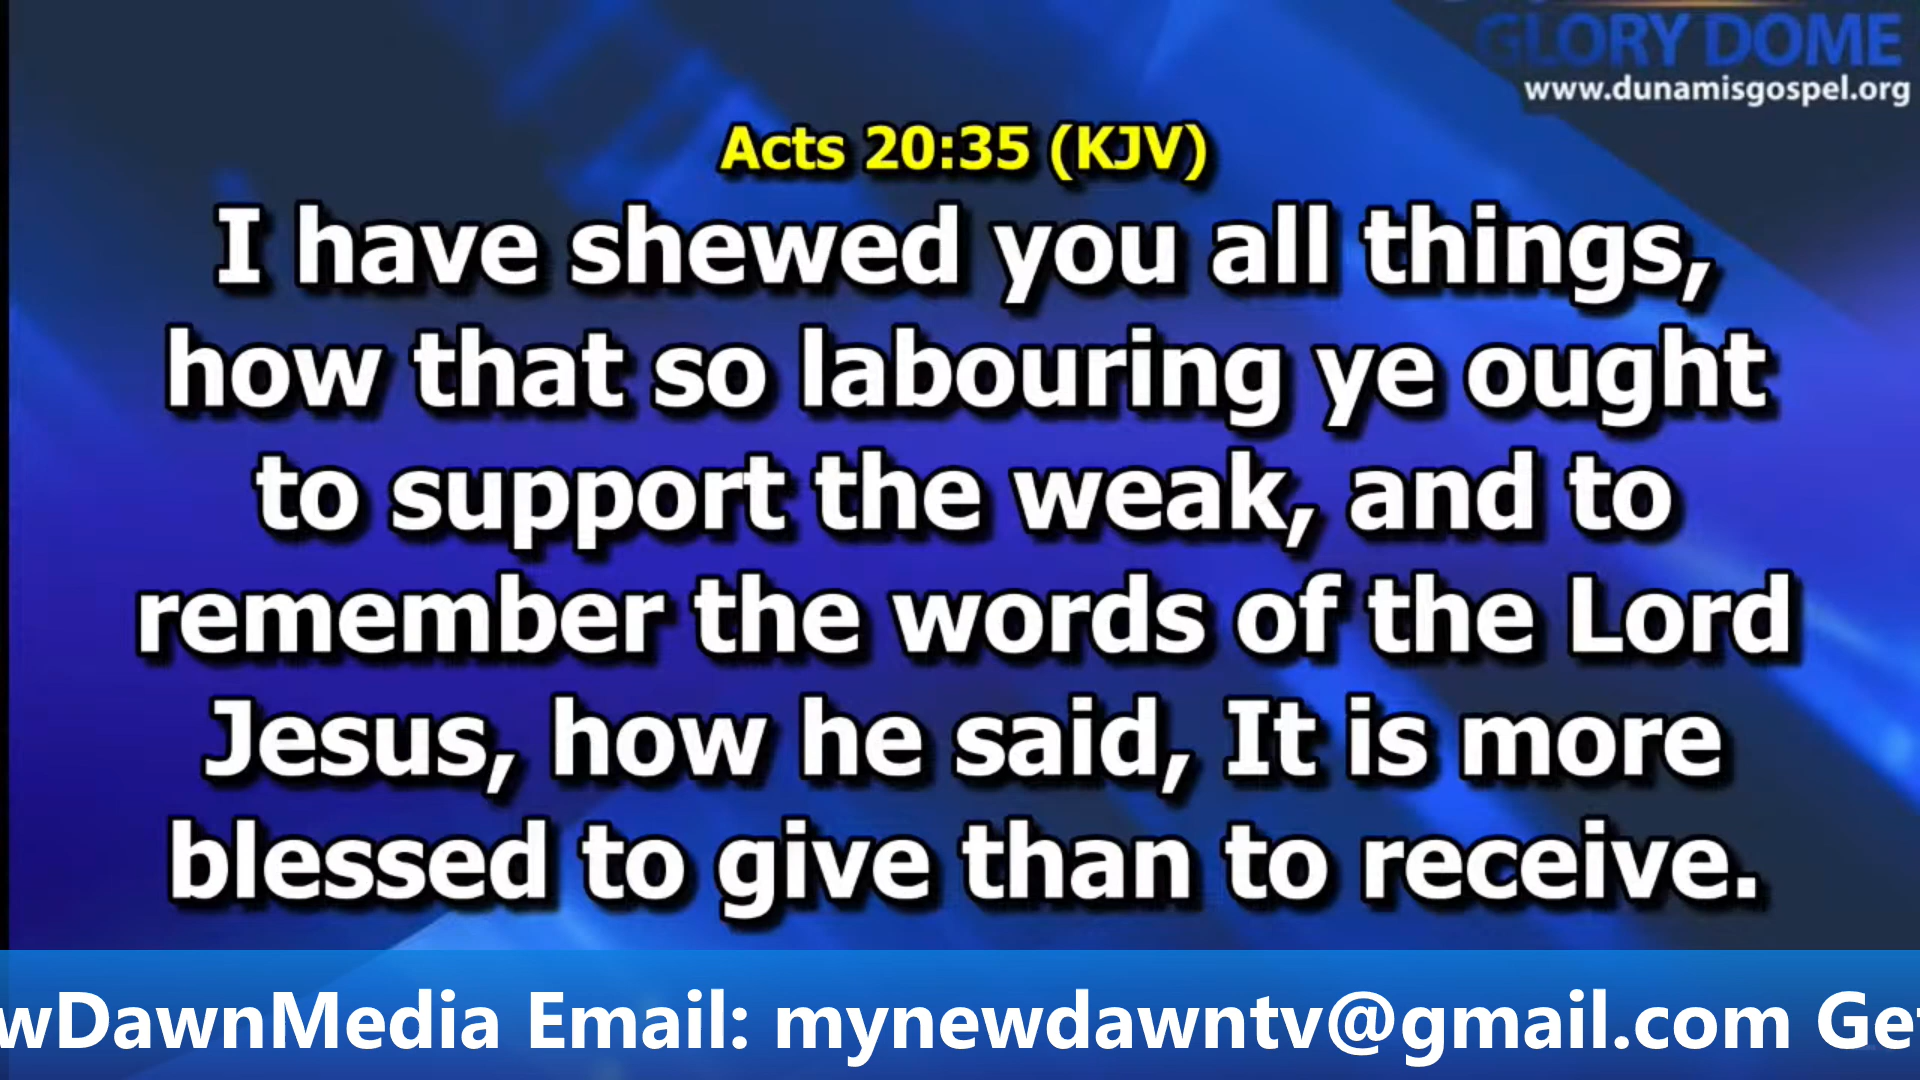 GLORY DOME
www.dunamisgospel.org
Acts 20:35 (KJV)
I have shewed you all things,
how that so labouring ye ought
to support the weak, and to
remember the words of the Lord
Jesus, how he said, It is more
blessed to give than to receive.
wDawnMedia Email: mynewdawntv@gmail.com Get